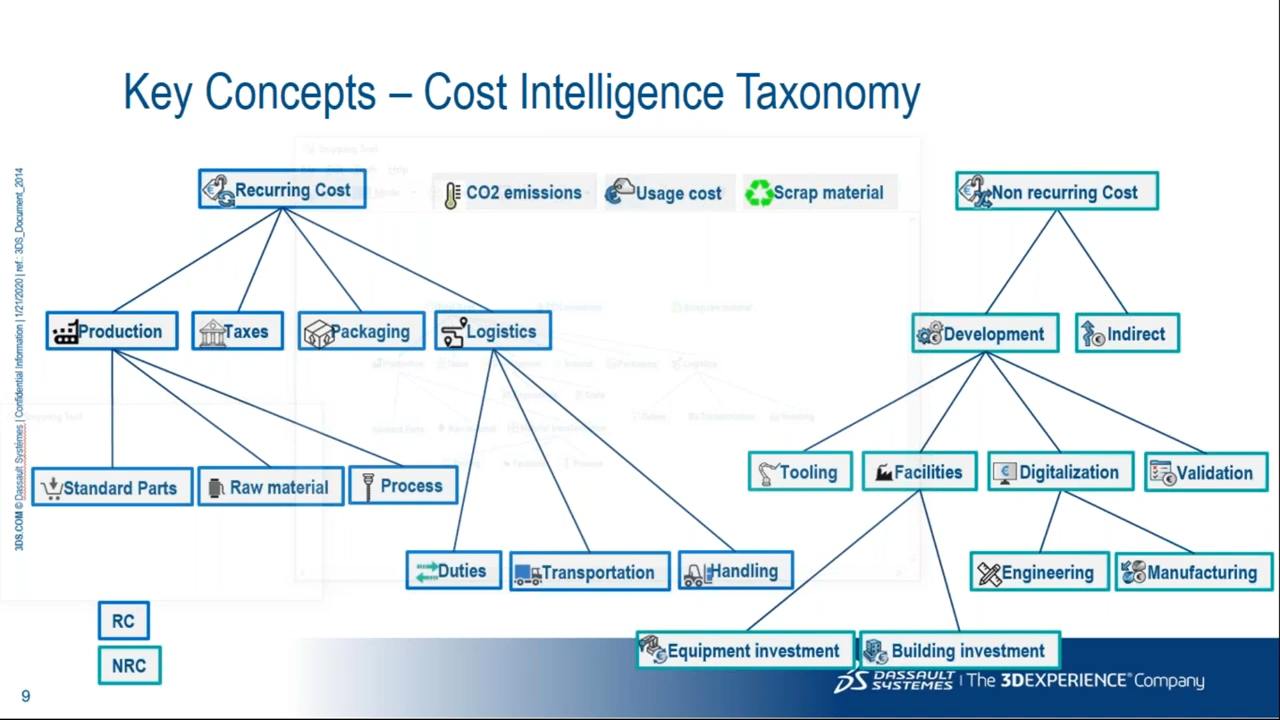 Key Concepts – Cost Intelligence Taxonomy
Recurring Cost
CO2 emissions
Usage cost
Scrap material
Non recurring Cost
Production
Taxes
Packaging
Logistics
Development
Indirect
Standard Parts
Raw material
Process
Tooling
Facilities
Digitalization
Validation
Duties
Transportation
Handling
Engineering
Manufacturing
Equipment investment
Building investment
RC
NRC
3DS.COM © Dassault Systèmes | Confidential Information | 1/21/2020 | ref.: 3DS_Document_2014
9
DASSAULT SYSTEMES | The 3DEXPERIENCE® Company